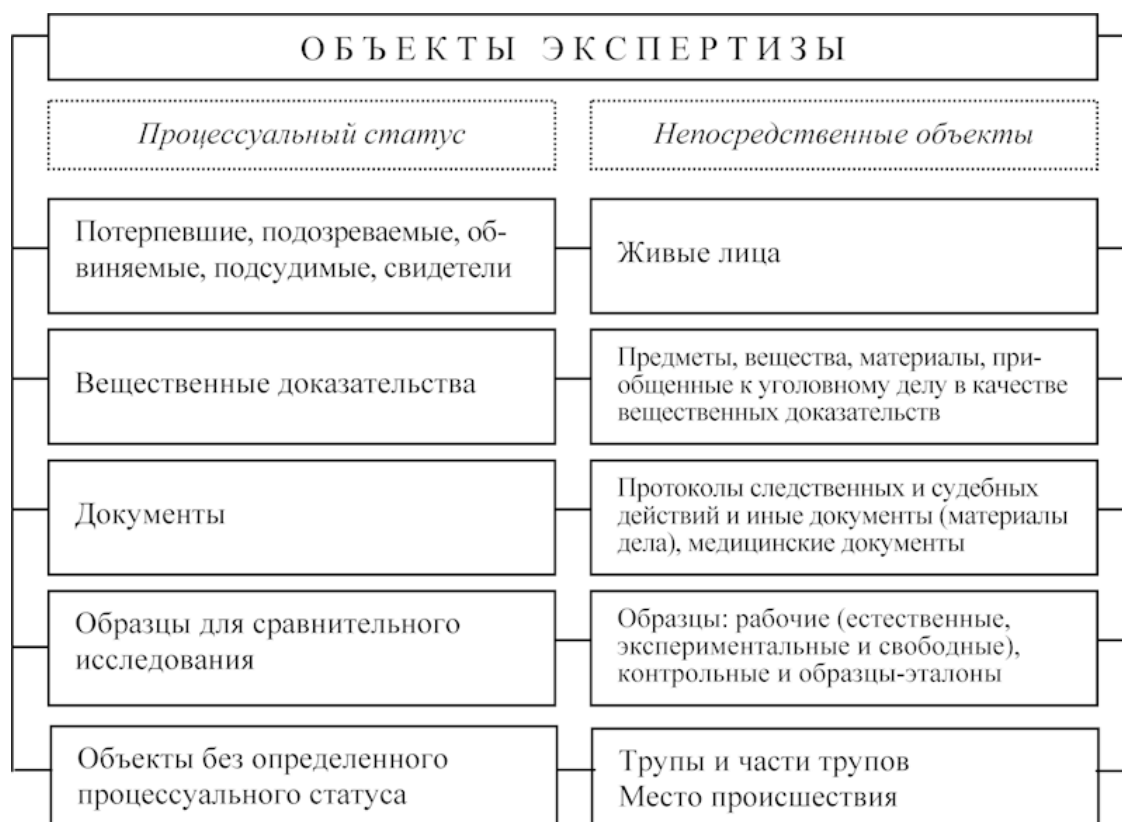 ОБЪЕКТЫ ЭКСПЕРТИЗЫ
Процессуальный статус
Непосредственные объекты
Потерпевшие, подозреваемые, об-
виняемые, подсудимые, свидетели
Живые лица
Вещественные доказательства
Предметы, вещества, материалы, при-
общенные к уголовному делу в качестве
вещественных доказательств
Документы
Протоколы следственных и судебных
действий и иные документы (материалы
дела), медицинские документы
Образцы для сравнительного
исследования
Образцы: рабочие (естественные,
экспериментальные и свободные),
контрольные и образцы-эталоны
Объекты без определенного
процессуального статуса
Трупы и части трупов
Место происшествия